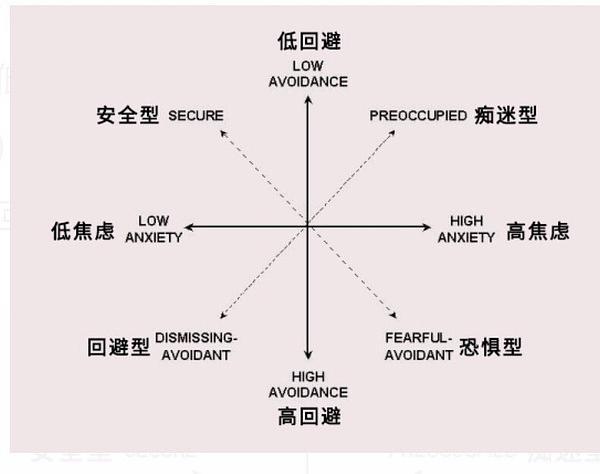 低回避
LOW
AVOIDANCE
安全型 SECURE
PREOCCUPIED 痴迷型
低焦虑 LOW
ANXIETY
HIGH
ANXIETY 高焦虑
回避型 DISMISSING-
AVOIDANT
FEARFUL-
AVOIDANT 恐惧型
HIGH
AVOIDANCE
高回避